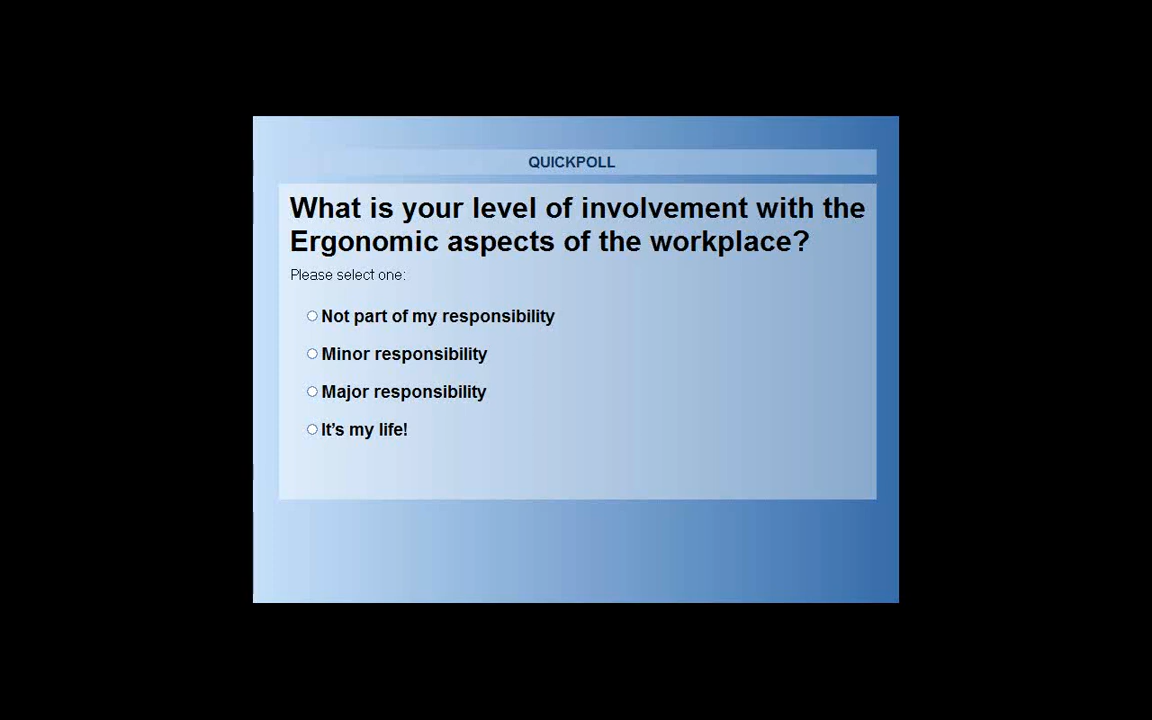 QUICKPOLL
What is your level of involvement with the
Ergonomic aspects of the workplace?
Please select one:
Not part of my responsibility
Minor responsibility
Major responsibility
It’s my life!